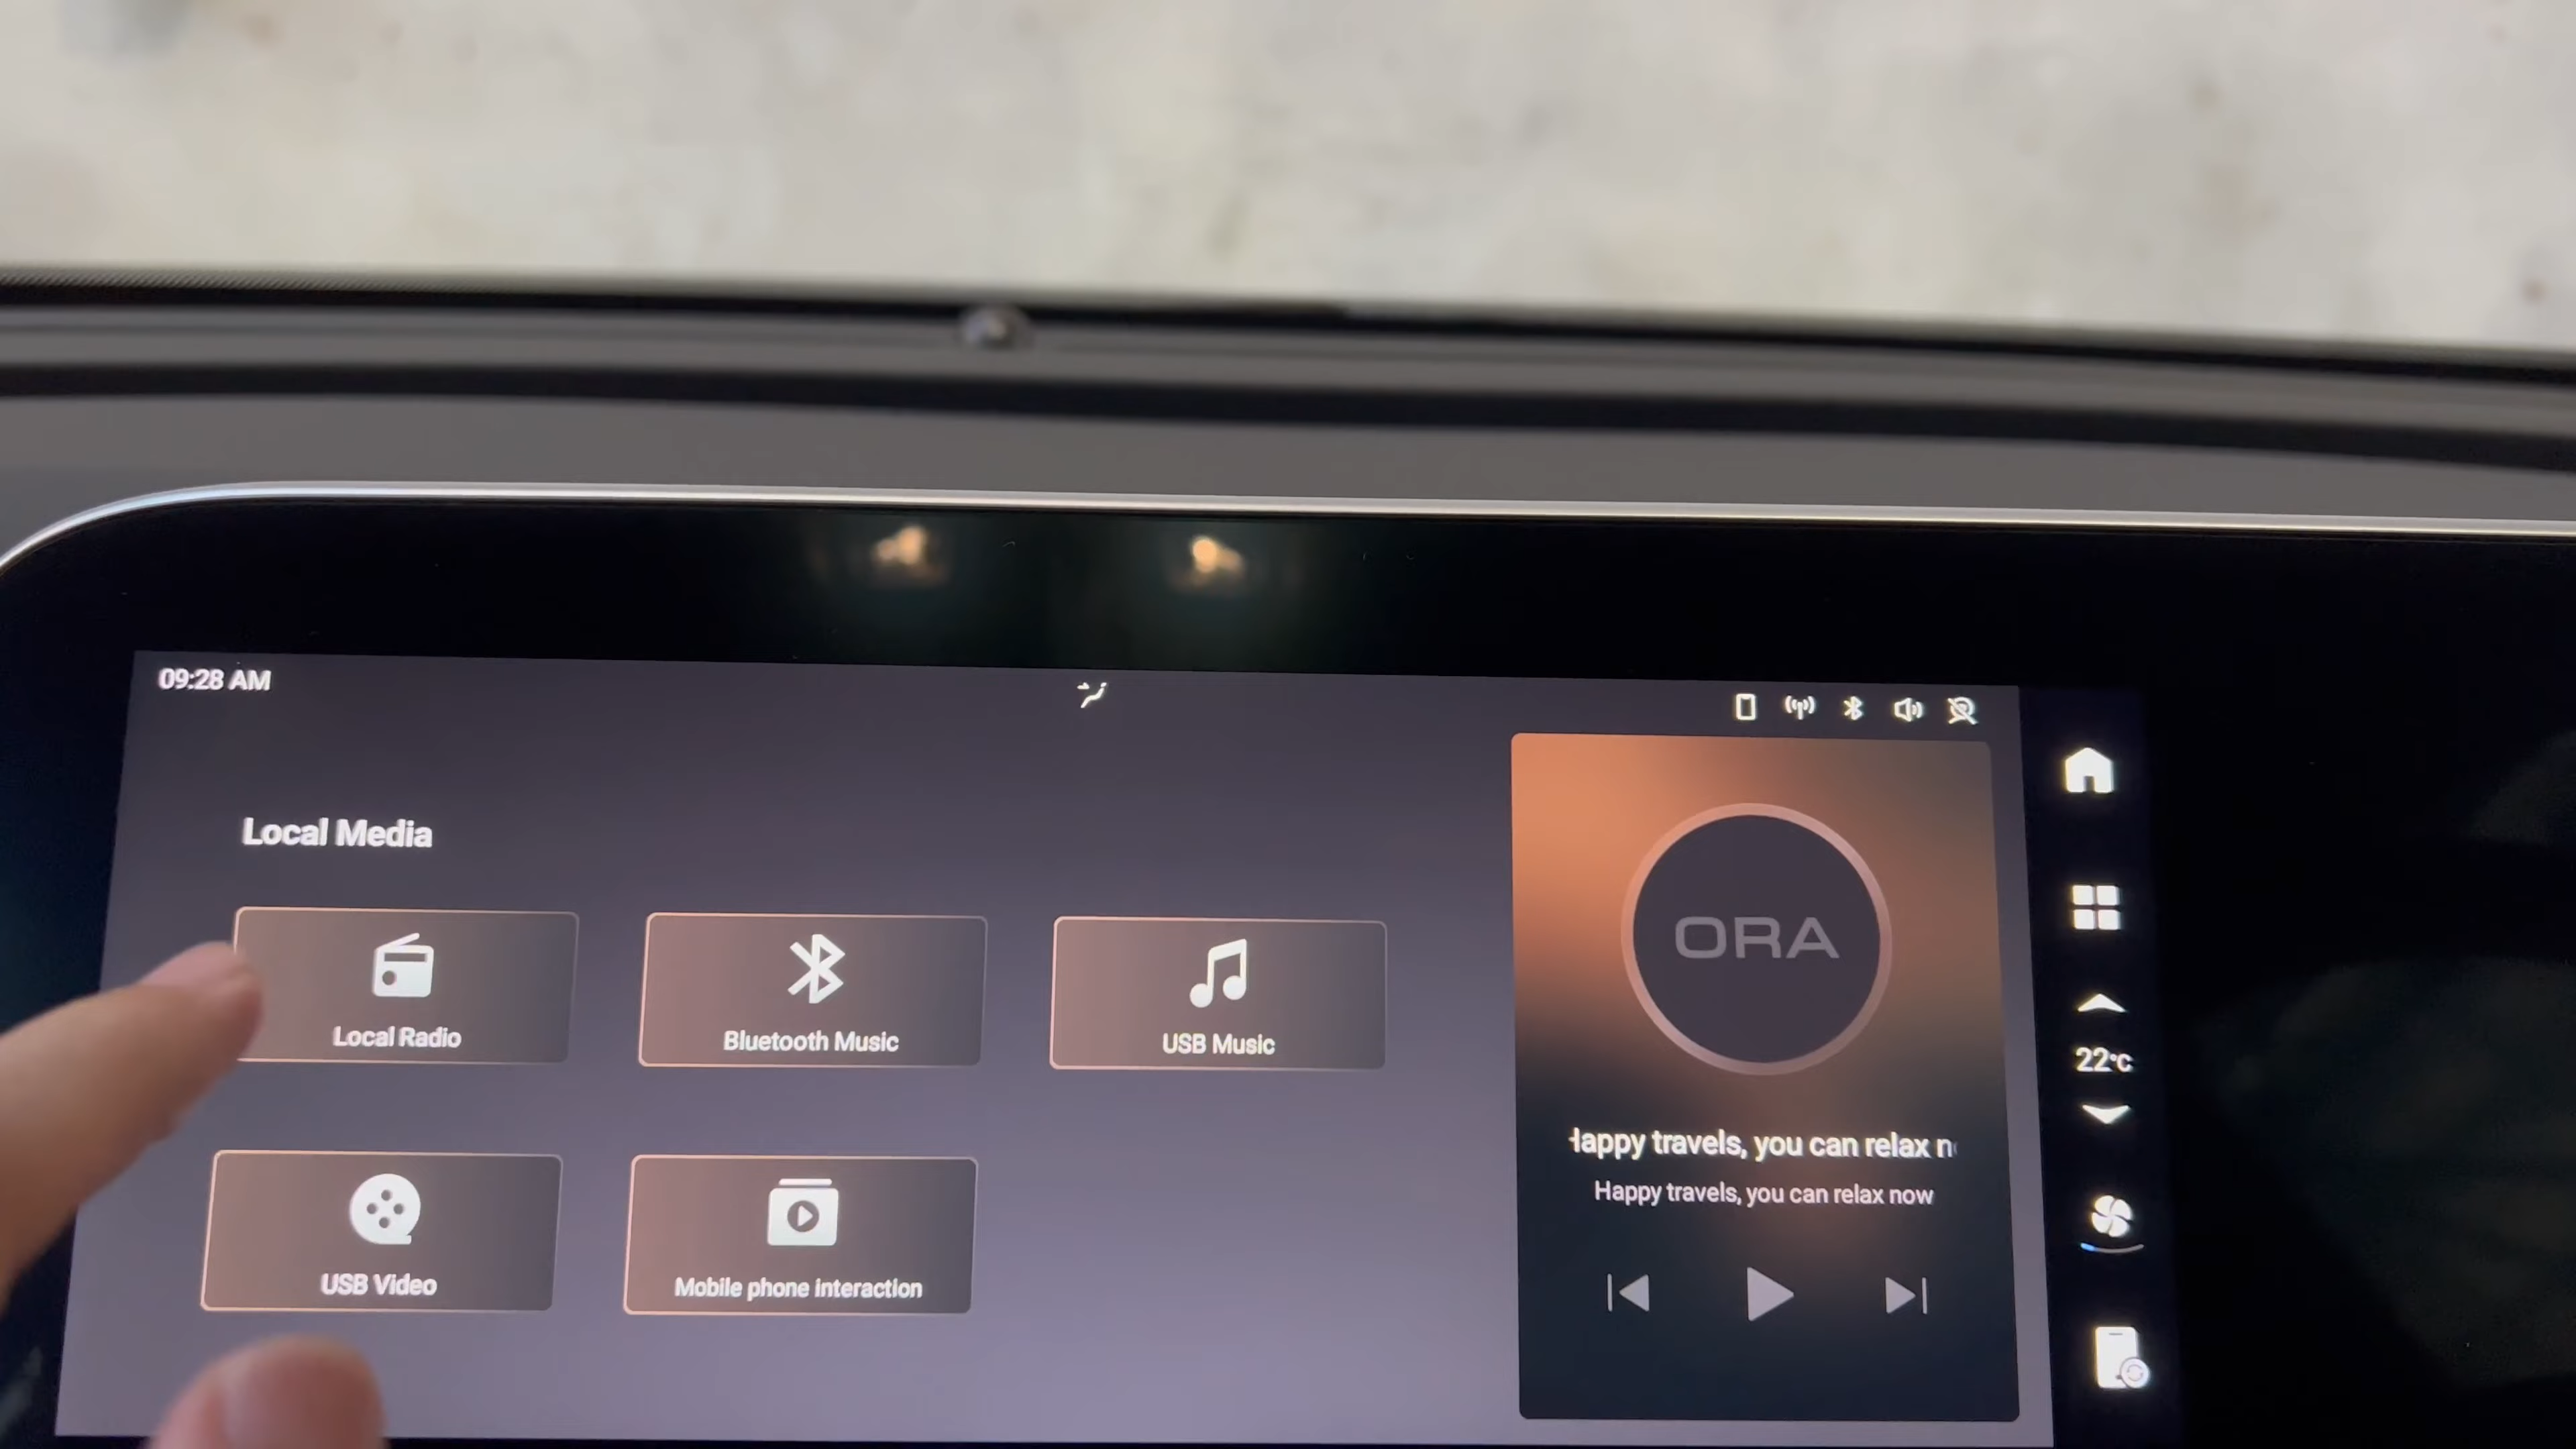 09:28 AM
Local Media
Local Radio
Bluetooth Music
USB Music
USB Video
Mobile phone interaction
ORA
Happy travels, you can relax n
Happy travels, you can relax now
22°C